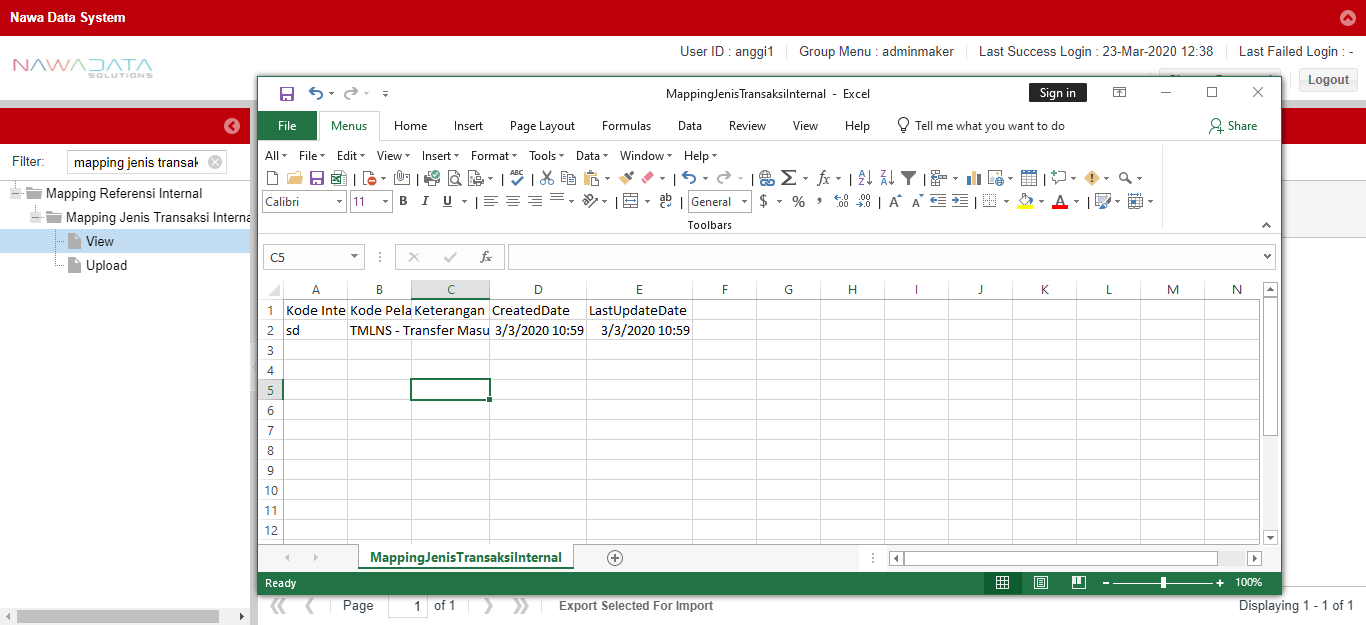 Nawa Data System
NAWADATA
SOLUTIONS
User ID : anggi1
Group Menu : adminmaker
Last Success Login : 23-Mar-2020 12:38
Last Failed Login : -
Logout
Filter:
mapping jenis transak
Mapping Referensi Internal
Mapping Jenis Transaksi Interna
View
Upload
MappingJenisTransaksiInternal - Excel
Sign in
File Menus Home Insert Page Layout Formulas Data Review View Help Tell me what you want to do Share
All File Edit View Insert Format Tools Data Window Help
ABC
Calibri 11 B I U ab General $ % , .00 .00 A A A
Toolbars
C5 fx
A B C D E F G H I J K L M N
1 Kode Inte Kode Pela Keterangan CreatedDate LastUpdateDate
2 sd TMLNS - Transfer Masu 3/3/2020 10:59 3/3/2020 10:59
3
4
5
6
7
8
9
10
11
12
MappingJenisTransaksiInternal
Ready 100%
Page 1 of 1 Export Selected For Import Displaying 1 - 1 of 1